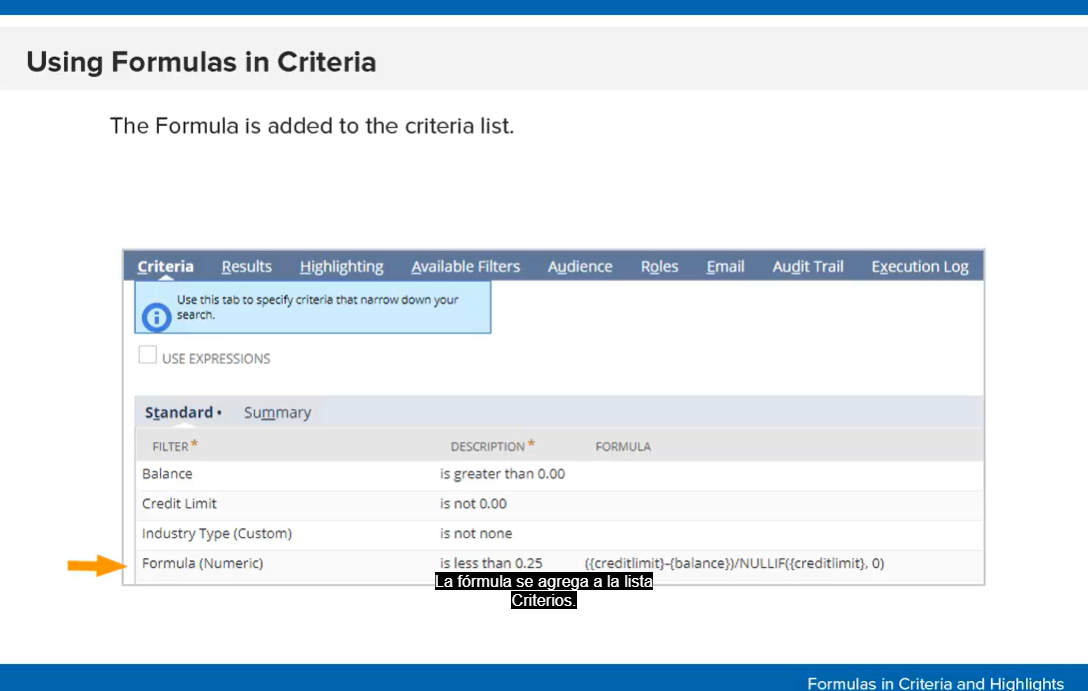 Using Formulas in Criteria
The Formula is added to the criteria list.
Criteria Results Highlighting Available Filters Audience Roles Email Audit Trail Execution Log
Use this tab to specify criteria that narrow down your
search.
USE EXPRESSIONS
Standard • Summary
FILTER * DESCRIPTION * FORMULA
Balance is greater than 0.00
Credit Limit is not 0.00
Industry Type (Custom) is not none
Formula (Numeric) is less than 0.25 ({creditlimit}-{balance})/NULLIF({creditlimit}, 0)
La fórmula se agrega a la lista
Criterios.
Formulas in Criteria and Highlights